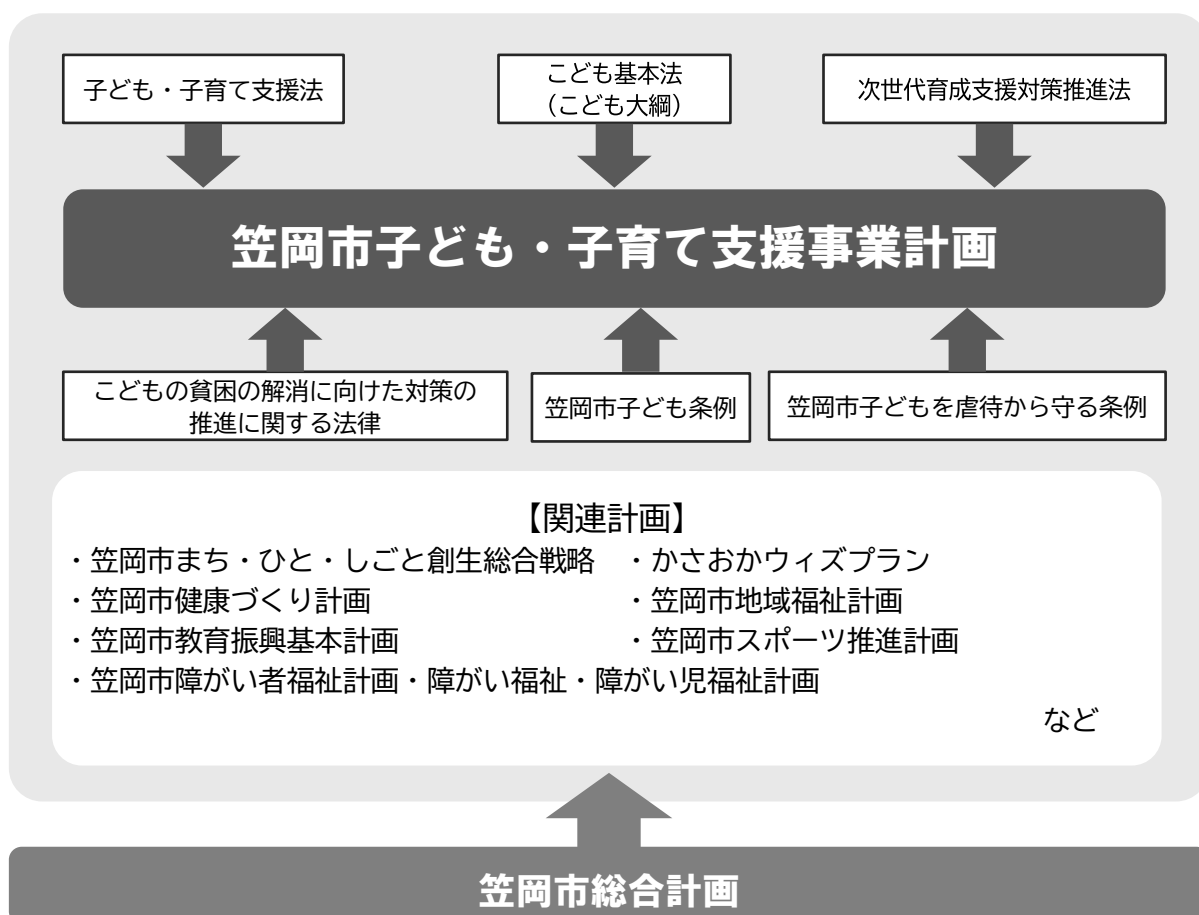 子ども・子育て支援法
こども基本法
（こども大綱）
次世代育成支援対策推進法
笠岡市子ども・子育て支援事業計画
こどもの貧困の解消に向けた対策の
推進に関する法律
笠岡市子ども条例
笠岡市子どもを虐待から守る条例
【関連計画】
・笠岡市まち・ひと・しごと創生総合戦略
・かさおかウィズプラン
・笠岡市健康づくり計画
・笠岡市地域福祉計画
・笠岡市教育振興基本計画
・笠岡市スポーツ推進計画
・笠岡市障がい者福祉計画・障がい福祉・障がい児福祉計画
など
笠岡市総合計画